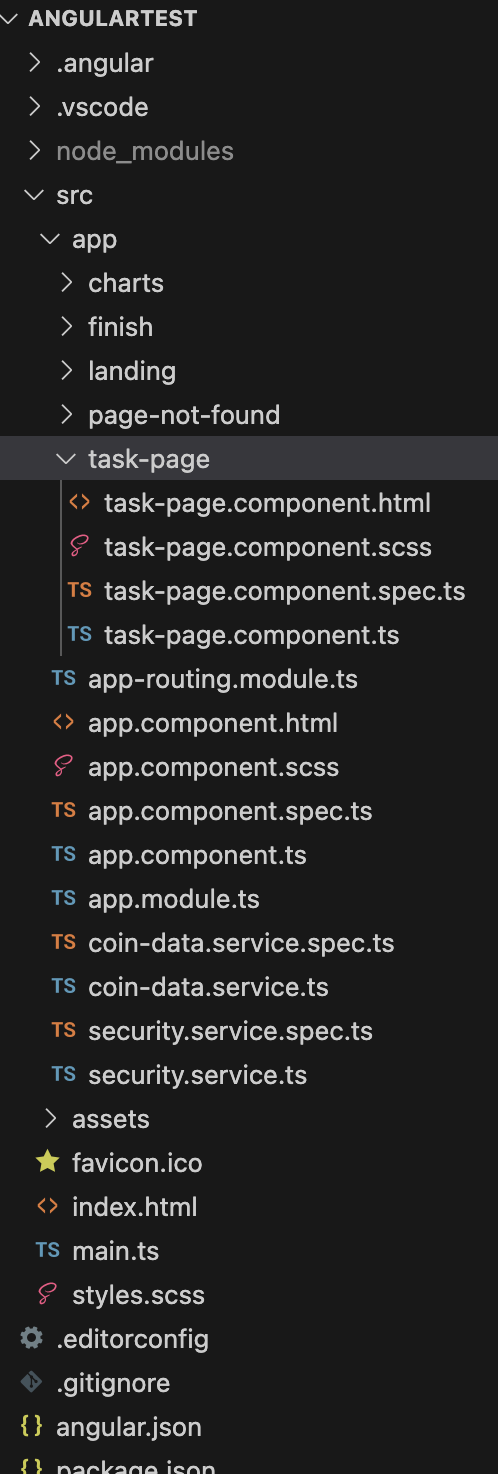 ANGULARTEST
.angular
.vscode
node_modules
src
app
charts
finish
landing
page-not-found
task-page
<> task-page.component.html
task-page.component.scss
TS task-page.component.spec.ts
TS task-page.component.ts
TS app-routing.module.ts
<> app.component.html
app.component.scss
TS app.component.spec.ts
TS app.component.ts
TS app.module.ts
TS coin-data.service.spec.ts
TS coin-data.service.ts
TS security.service.spec.ts
TS security.service.ts
assets
favicon.ico
<> index.html
TS main.ts
styles.scss
.editorconfig
.gitignore
{} angular.json
{} package.json